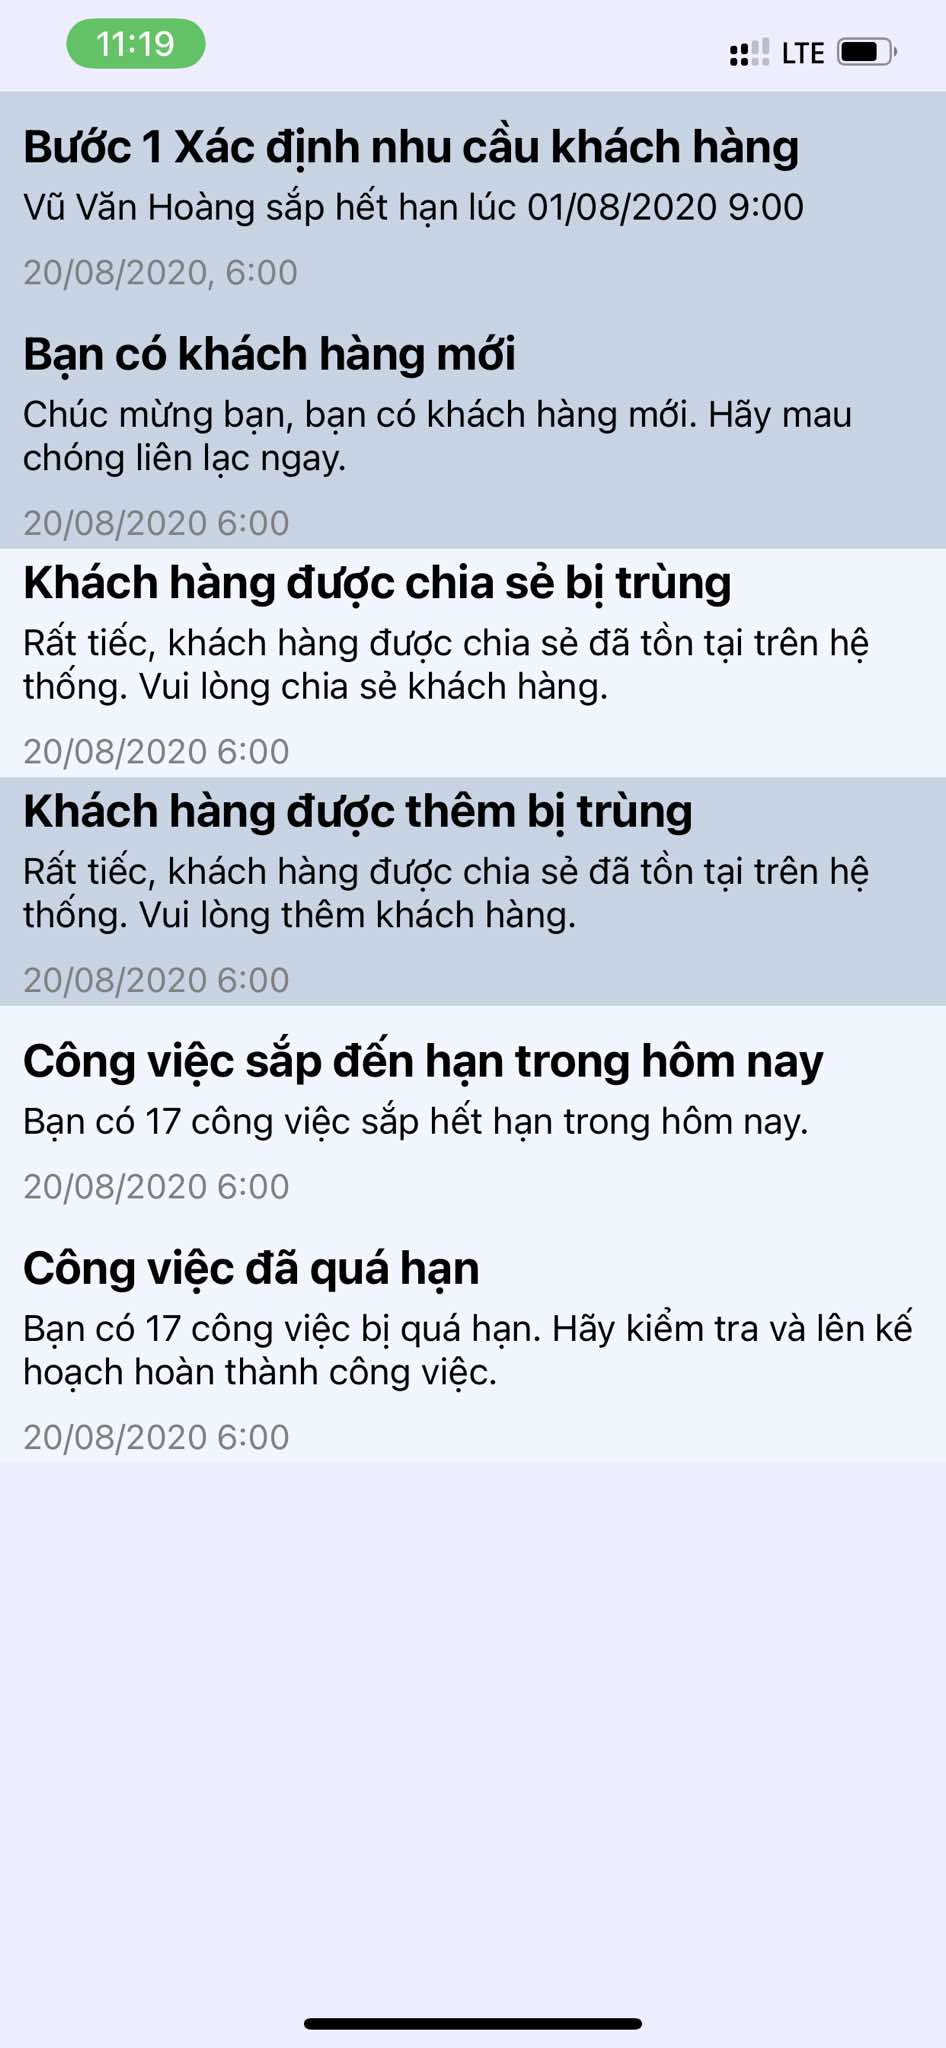 11:19
LTE
Bước 1 Xác định nhu cầu khách hàng
Vũ Văn Hoàng sắp hết hạn lúc 01/08/2020 9:00
20/08/2020, 6:00
Bạn có khách hàng mới
Chúc mừng bạn, bạn có khách hàng mới. Hãy mau
chóng liên lạc ngay.
20/08/2020 6:00
Khách hàng được chia sẻ bị trùng
Rất tiếc, khách hàng được chia sẻ đã tồn tại trên hệ
thống. Vui lòng chia sẻ khách hàng.
20/08/2020 6:00
Khách hàng được thêm bị trùng
Rất tiếc, khách hàng được chia sẻ đã tồn tại trên hệ
thống. Vui lòng thêm khách hàng.
20/08/2020 6:00
Công việc sắp đến hạn trong hôm nay
Bạn có 17 công việc sắp hết hạn trong hôm nay.
20/08/2020 6:00
Công việc đã quá hạn
Bạn có 17 công việc bị quá hạn. Hãy kiểm tra và lên kế
hoạch hoàn thành công việc.
20/08/2020 6:00